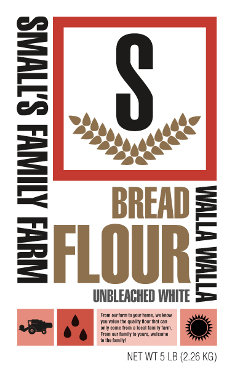 SMALL'S FAMILY FARM
S
BREAD
FLOUR
WALLA WALLA
UNBLEACHED WHITE
From our farm to your home, we know
you value the quality flour that can
only come from a local family farm.
From our family to yours, welcome
to the family!
NET WT 5 LB (2.26 KG)